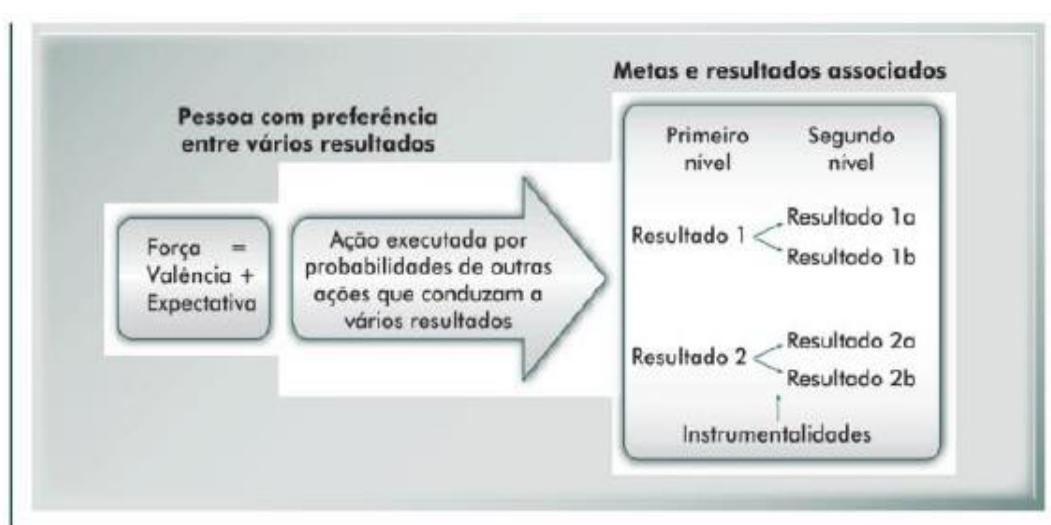 Pessoa com preferência
entre vários resultados
Força =
Valência +
Expectativa
Ação executada por
probabilidades de outras
ações que conduzam a
vários resultados
Metas e resultados associados
Primeiro
nível
Segundo
nível
Resultado 1
Resultado 1a
Resultado 1b
Resultado 2
Resultado 2a
Resultado 2b
Instrumentalidades